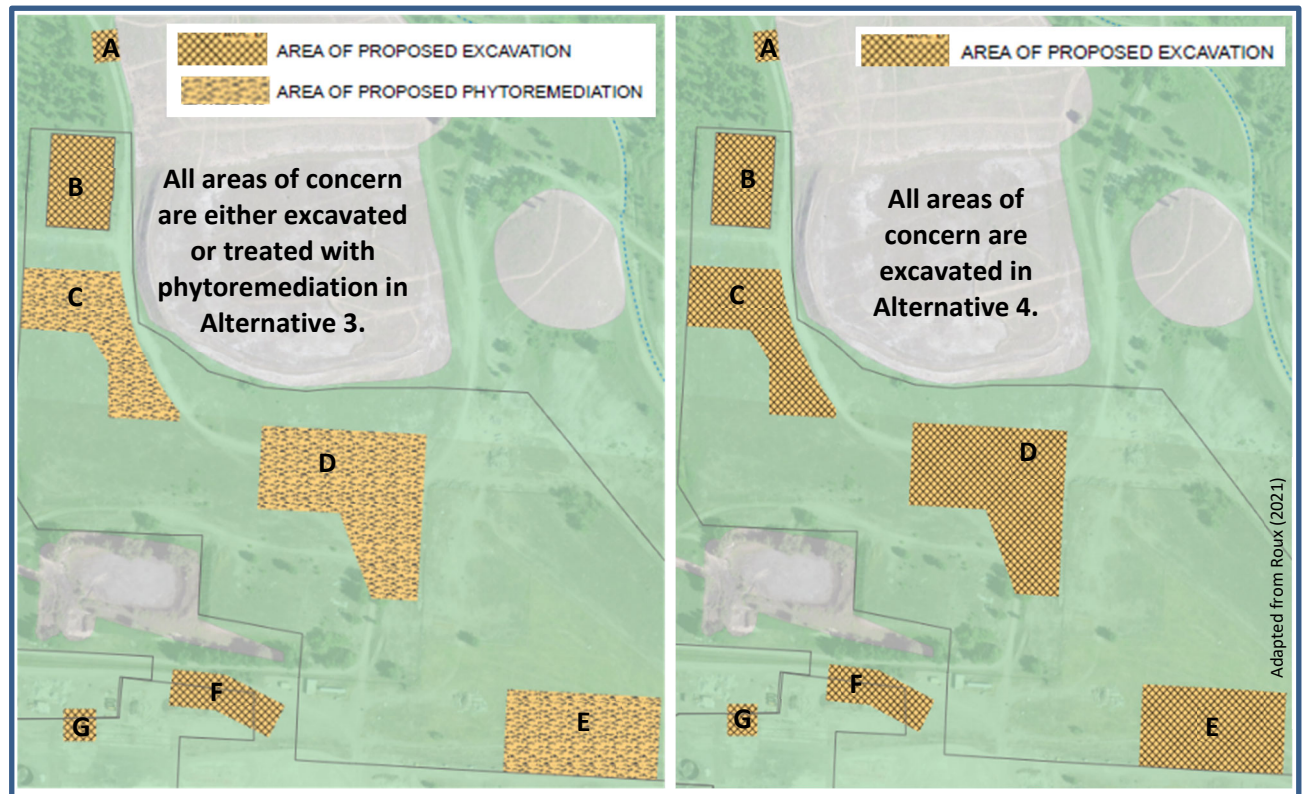 A
AREA OF PROPOSED EXCAVATION
AREA OF PROPOSED PHYTOREMEDIATION
B
All areas of concern
are either excavated
or treated with
phytoremediation in
Alternative 3.
C
D
F
G
E
A
AREA OF PROPOSED EXCAVATION
B
All areas of
concern are
excavated in
Alternative 4.
C
D
F
G
E
Adapted from Roux (2021)